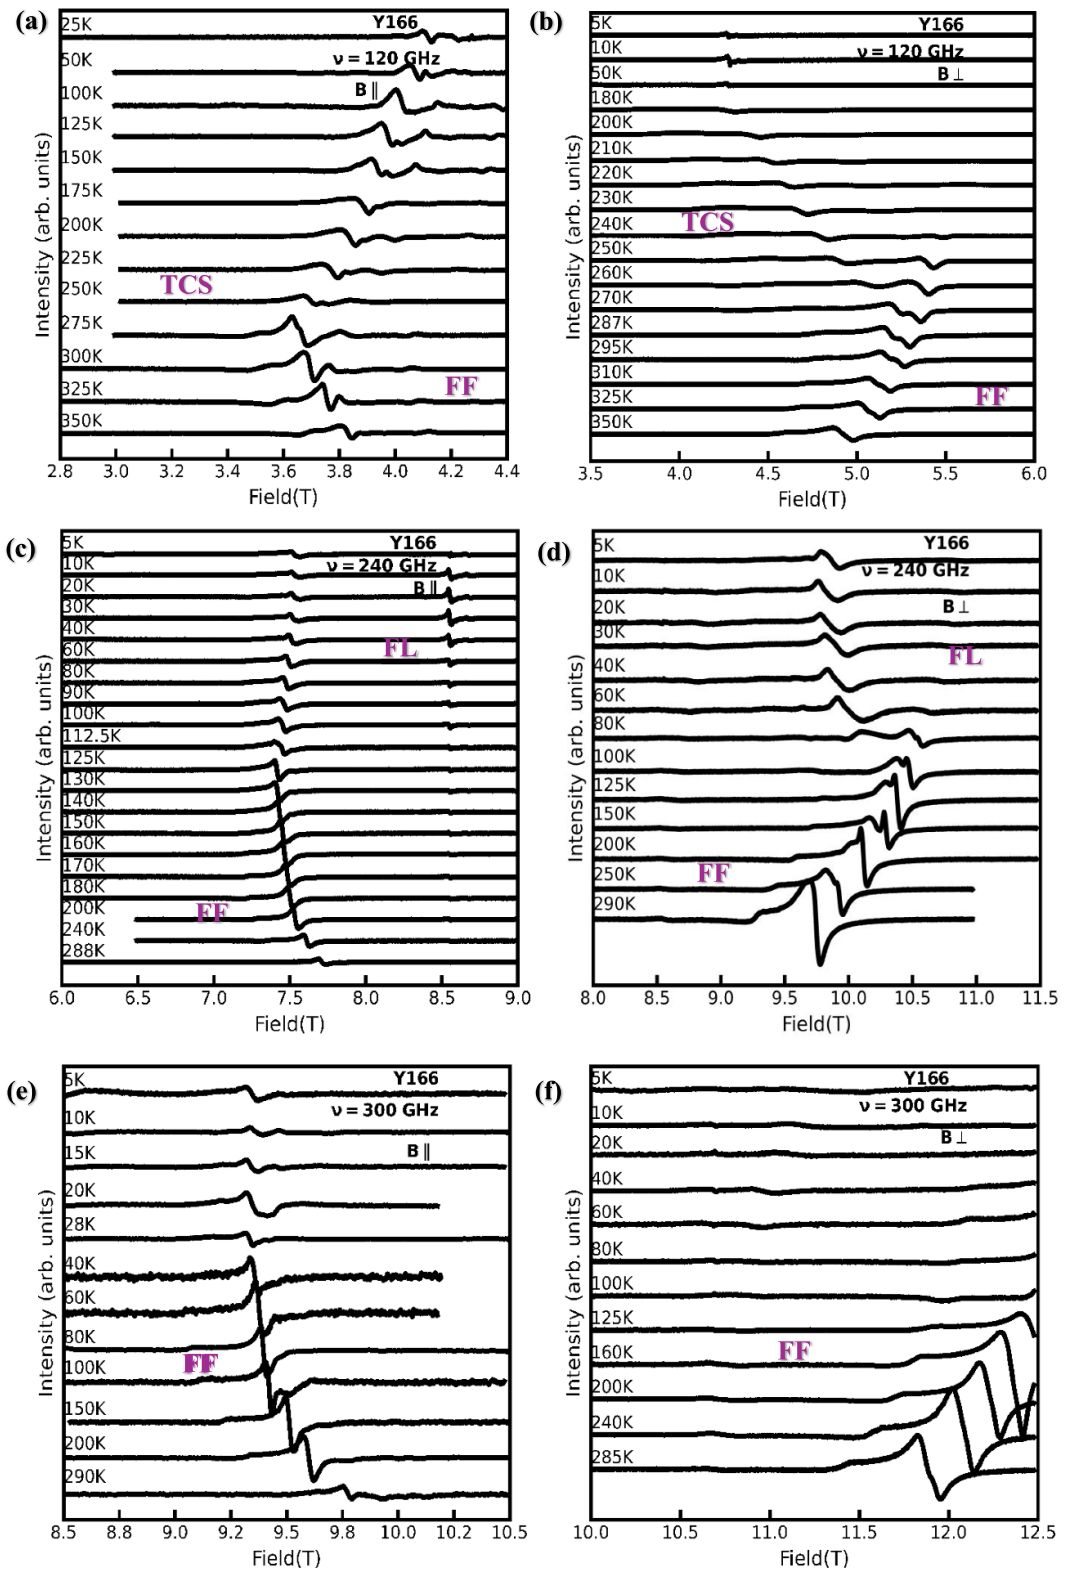 (a)
Y166
ν = 120 GHz
B ∥
25K
50K
100K
125K
150K
175K
200K
225K
250K
275K
300K
325K
350K
TCS
FF
Intensity (arb. units)
2.8 3.0 3.2 3.4 3.6 3.8 4.0 4.2 4.4
Field(T)
(b)
Y166
ν = 120 GHz
B ⊥
5K
10K
50K
180K
200K
210K
220K
230K
240K
250K
260K
270K
287K
295K
310K
325K
350K
TCS
FF
Intensity (arb. units)
3.5 4.0 4.5 5.0 5.5 6.0
Field(T)
(c)
Y166
ν = 240 GHz
B ∥
5K
10K
20K
30K
40K
60K
80K
90K
100K
112.5K
125K
130K
140K
150K
160K
170K
180K
200K
240K
288K
FL
FF
Intensity (arb. units)
6.0 6.5 7.0 7.5 8.0 8.5 9.0
Field(T)
(d)
Y166
ν = 240 GHz
B ⊥
5K
10K
20K
30K
40K
60K
80K
100K
125K
150K
200K
250K
290K
FL
FF
Intensity (arb. units)
8.0 8.5 9.0 9.5 10.0 10.5 11.0 11.5
Field(T)
(e)
Y166
ν = 300 GHz
B ∥
5K
10K
15K
20K
28K
40K
60K
80K
100K
150K
200K
290K
FF
Intensity (arb. units)
8.5 8.8 9.0 9.2 9.5 9.8 10.0 10.2 10.5
Field(T)
(f)
Y166
ν = 300 GHz
B ⊥
5K
10K
20K
40K
60K
80K
100K
125K
160K
200K
240K
285K
FF
Intensity (arb. units)
10.0 10.5 11.0 11.5 12.0 12.5
Field(T)